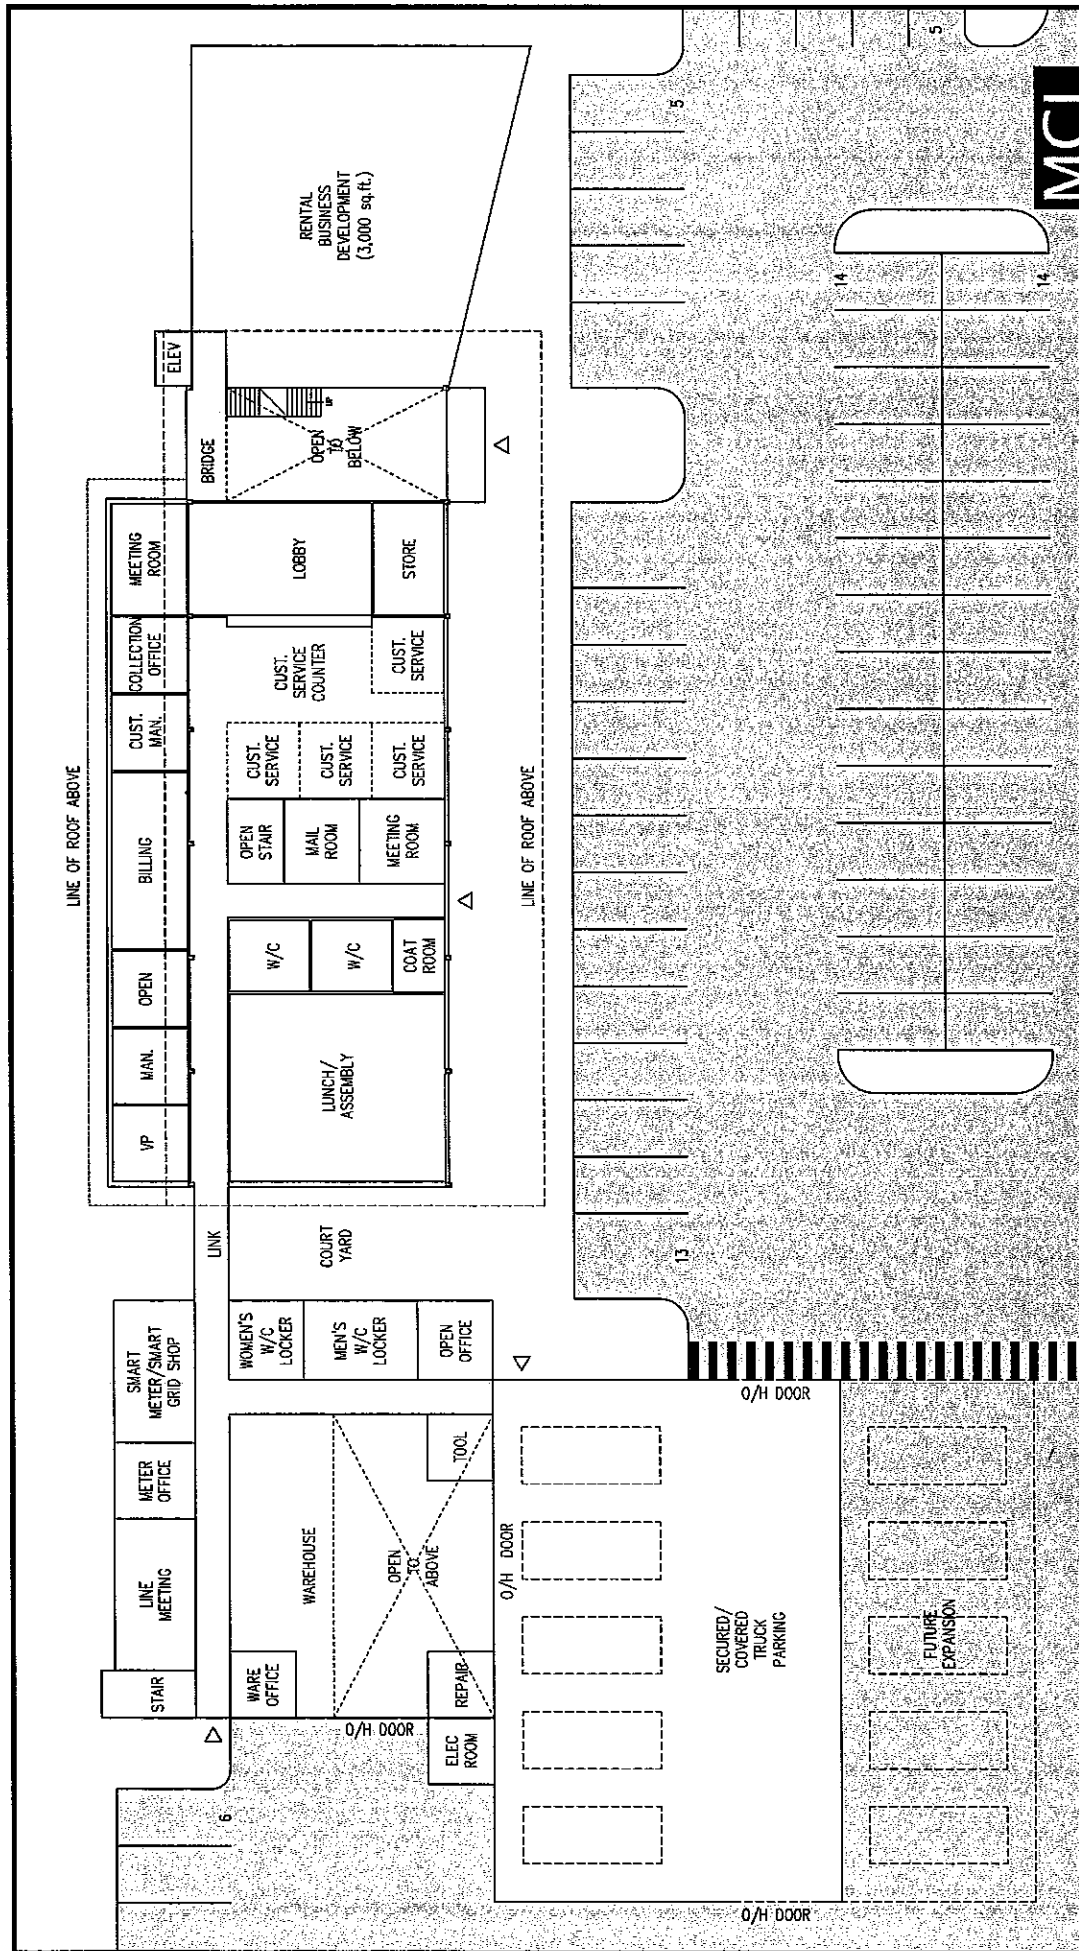 LINE OF ROOF ABOVE
STAIR
LINE
MEETING
METER
OFFICE
SMART
METER/SMART
GRID SHOP
VP
MAN.
OPEN
BILLING
CUST.
MAN.
COLLECTION
OFFICE
MEETING
ROOM
ELEV
LINK
BRIDGE
6
WARE
OFFICE
WAREHOUSE
WOMEN'S
W/C
LOCKER
MEN'S
W/C
LOCKER
OPEN
OFFICE
COURT
YARD
LUNCH/
ASSEMBLY
W/C
W/C
COAT
ROOM
OPEN
STAIR
MAIL
ROOM
MEETING
ROOM
CUST.
SERVICE
CUST.
SERVICE
CUST.
SERVICE
CUST.
SERVICE
COUNTER
CUST.
SERVICE
LOBBY
STORE
OPEN
TO
BELOW
UP
RENTAL
BUSINESS
DEVELOPMENT
(3,000 sq.ft.)
O/H DOOR
OPEN
TO
ABOVE
ELEC
ROOM
REPAIR
TOOL
O/H DOOR
LINE OF ROOF ABOVE
13
5
5
SECURED/
COVERED
TRUCK
PARKING
O/H DOOR
O/H DOOR
FUTURE
EXPANSION
14
14
MCL